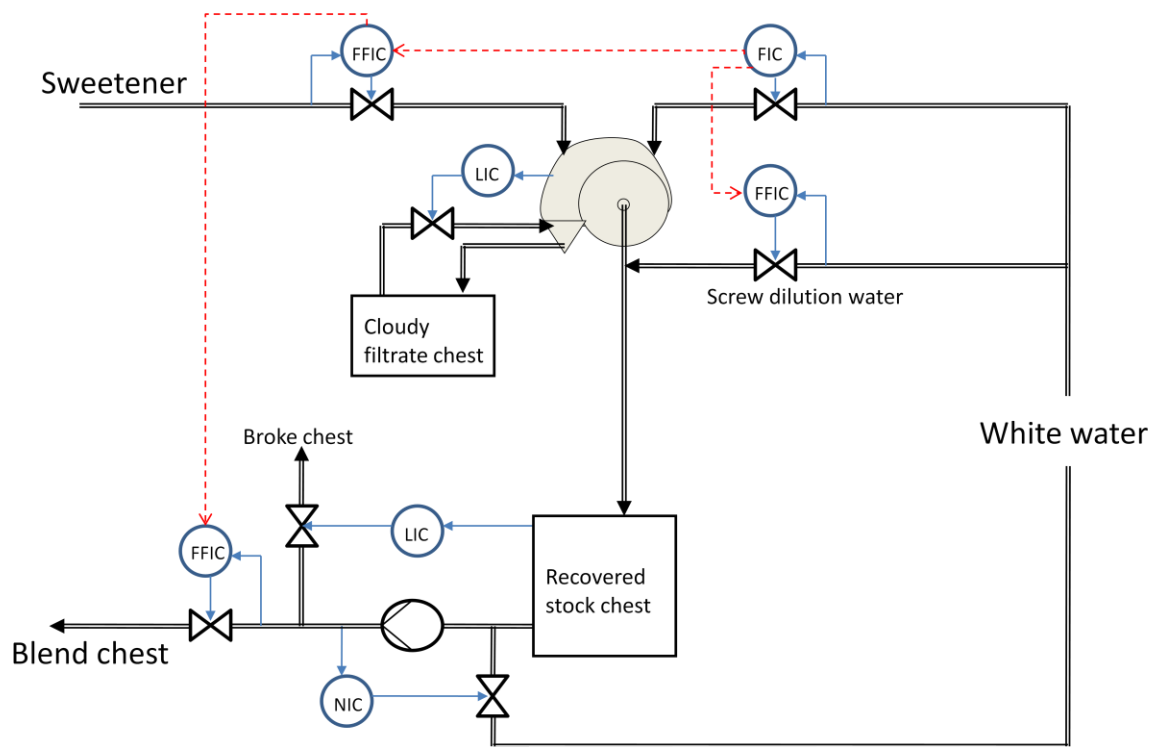 FFIC
FIC
Sweetener
LIC
FFIC
Screw dilution water
Cloudy
filtrate chest
White water
Broke chest
LIC
FFIC
Recovered
stock chest
Blend chest
NIC